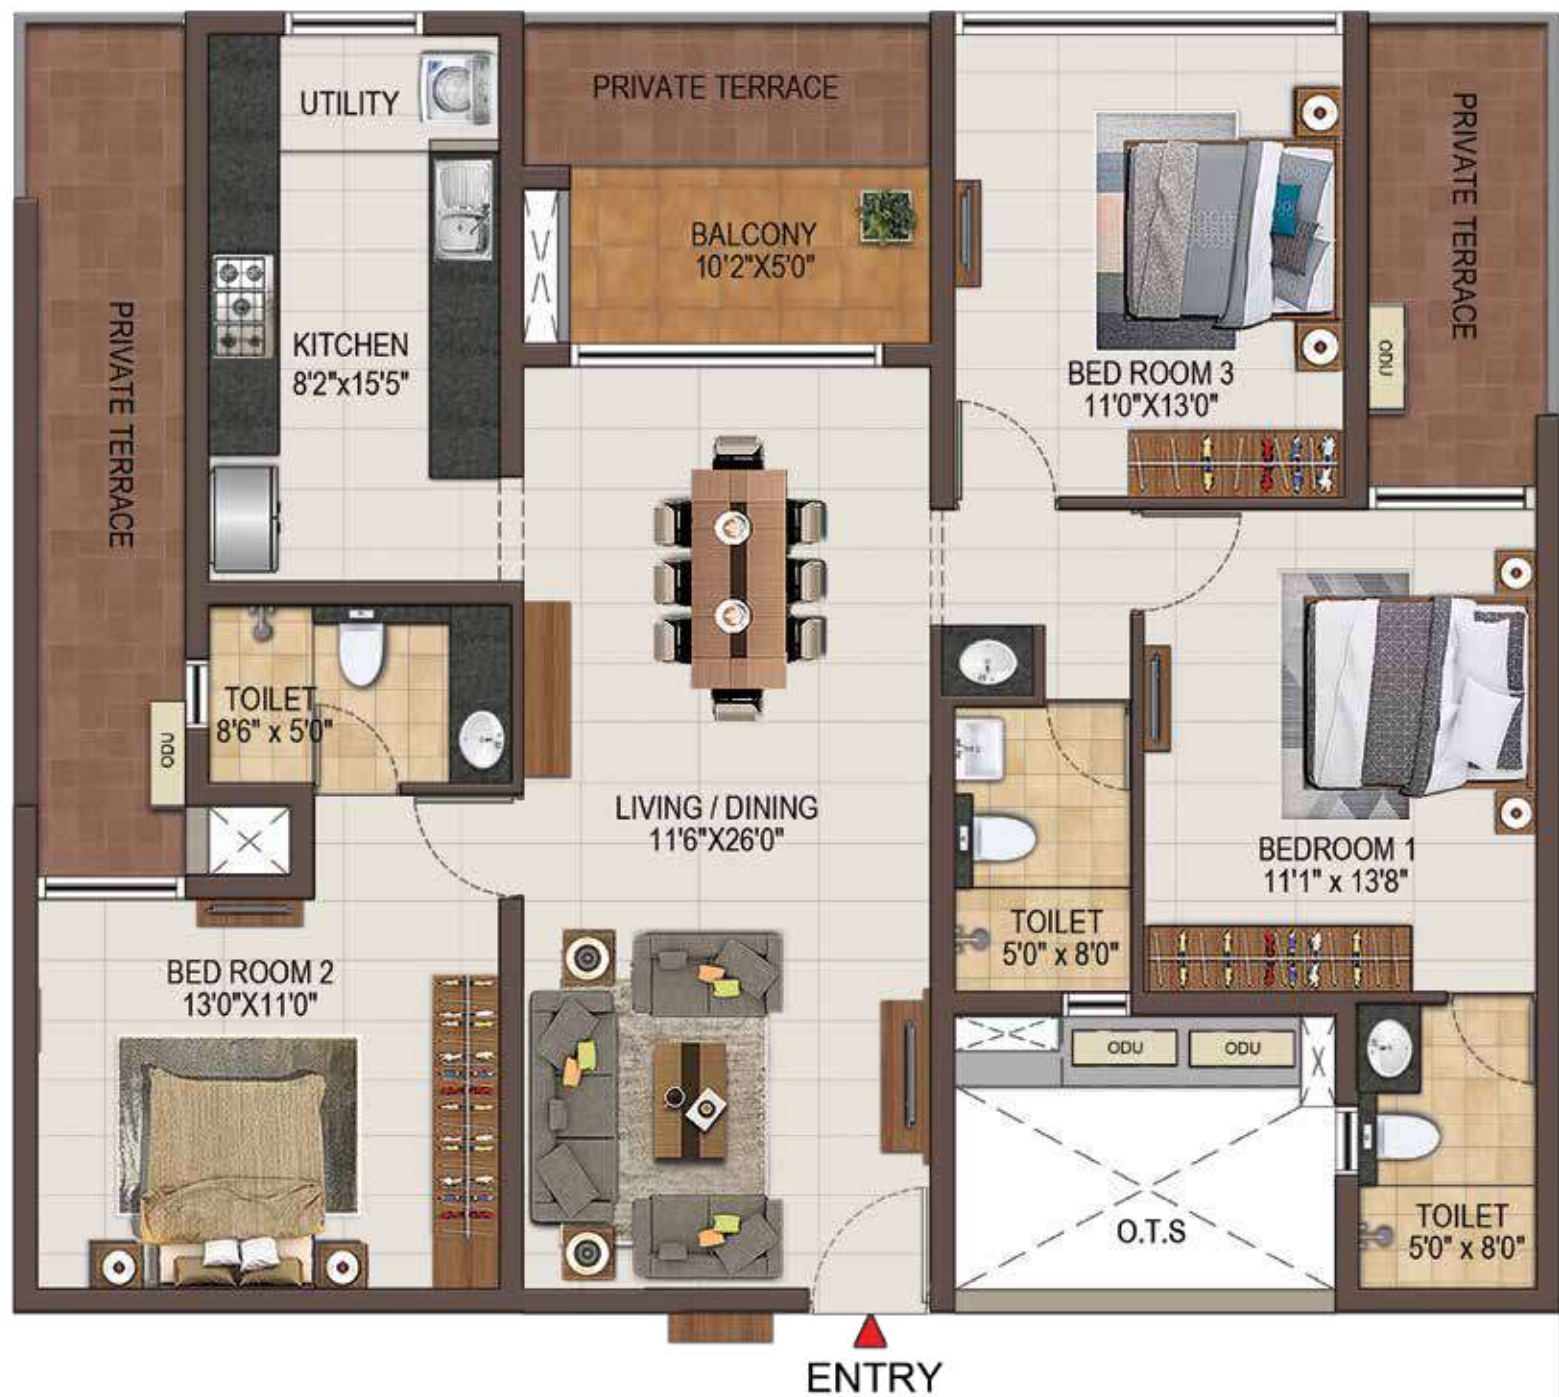 UTILITY
PRIVATE TERRACE
PRIVATE TERRACE
BALCONY
10'2"X5'0"
PRIVATE TERRACE
KITCHEN
8'2"x15'5"
BED ROOM 3
11'0"X13'0"
ODU
TOILET
8'6" x 5'0"
ODU
LIVING / DINING
11'6"X26'0"
BEDROOM 1
11'1" x 13'8"
TOILET
5'0" x 8'0"
BED ROOM 2
13'0"X11'0"
ODU
ODU
O.T.S
TOILET
5'0" x 8'0"
ENTRY